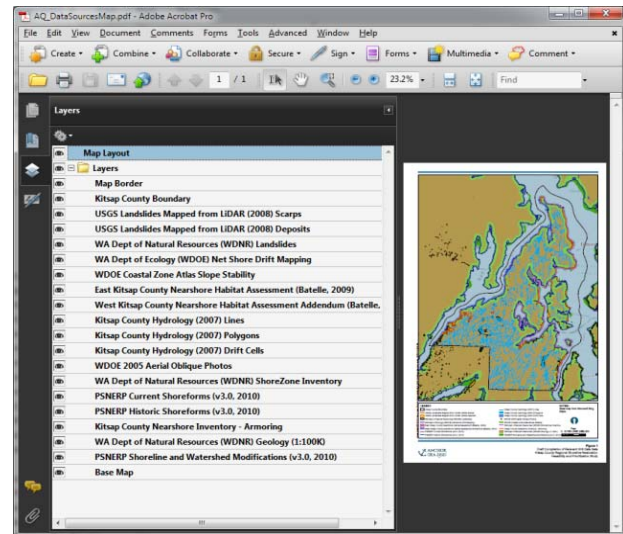 AQ_DataSourcesMap.pdf - Adobe Acrobat Pro
File Edit View Document Comments Forms Tools Advanced Window Help
Create Combine Collaborate Secure Sign Forms Multimedia Comment
1 / 1 23.2% Find
Layers
Map Layout
Layers
Map Border
Kitsap County Boundary
USGS Landslides Mapped from LiDAR (2008) Scarps
USGS Landslides Mapped from LiDAR (2008) Deposits
WA Dept of Natural Resources (WDNR) Landslides
WA Dept of Ecology (WDOE) Net Shore Drift Mapping
WDOE Coastal Zone Atlas Slope Stability
East Kitsap County Nearshore Habitat Assessment (Batelle, 2009)
West Kitsap County Nearshore Habitat Assessment Addendum (Batelle,
Kitsap County Hydrology (2007) Lines
Kitsap County Hydrology (2007) Polygons
Kitsap County Hydrology (2007) Drift Cells
WDOE 2005 Aerial Oblique Photos
WA Dept of Natural Resources (WDNR) ShoreZone Inventory
PSNERP Current Shoreforms (v3.0, 2010)
PSNERP Historic Shoreforms (v3.0, 2010)
Kitsap County Nearshore Inventory - Armoring
WA Dept of Natural Resources (WDNR) Geology (1:100K)
PSNERP Shoreline and Watershed Modifications (v3.0, 2010)
Base Map